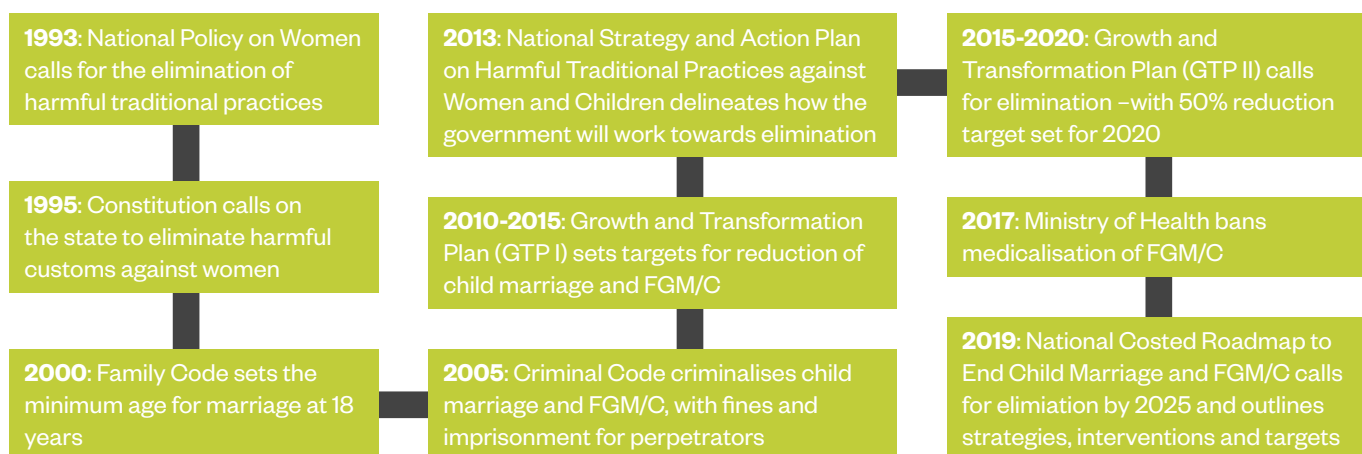 1993: National Policy on Women
calls for the elimination of
harmful traditional practices
1995: Constitution calls on
the state to eliminate harmful
customs against women
2000: Family Code sets the
minimum age for marriage at 18
years
2005: Criminal Code criminalises child
marriage and FGM/C, with fines and
imprisonment for perpetrators
2010-2015: Growth and Transformation
Plan (GTP I) sets targets for reduction of
child marriage and FGM/C
2013: National Strategy and Action Plan
on Harmful Traditional Practices against
Women and Children delineates how the
government will work towards elimination
2015-2020: Growth and
Transformation Plan (GTP II) calls
for elimination –with 50% reduction
target set for 2020
2017: Ministry of Health bans
medicalisation of FGM/C
2019: National Costed Roadmap to
End Child Marriage and FGM/C calls
for elimiation by 2025 and outlines
strategies, interventions and targets